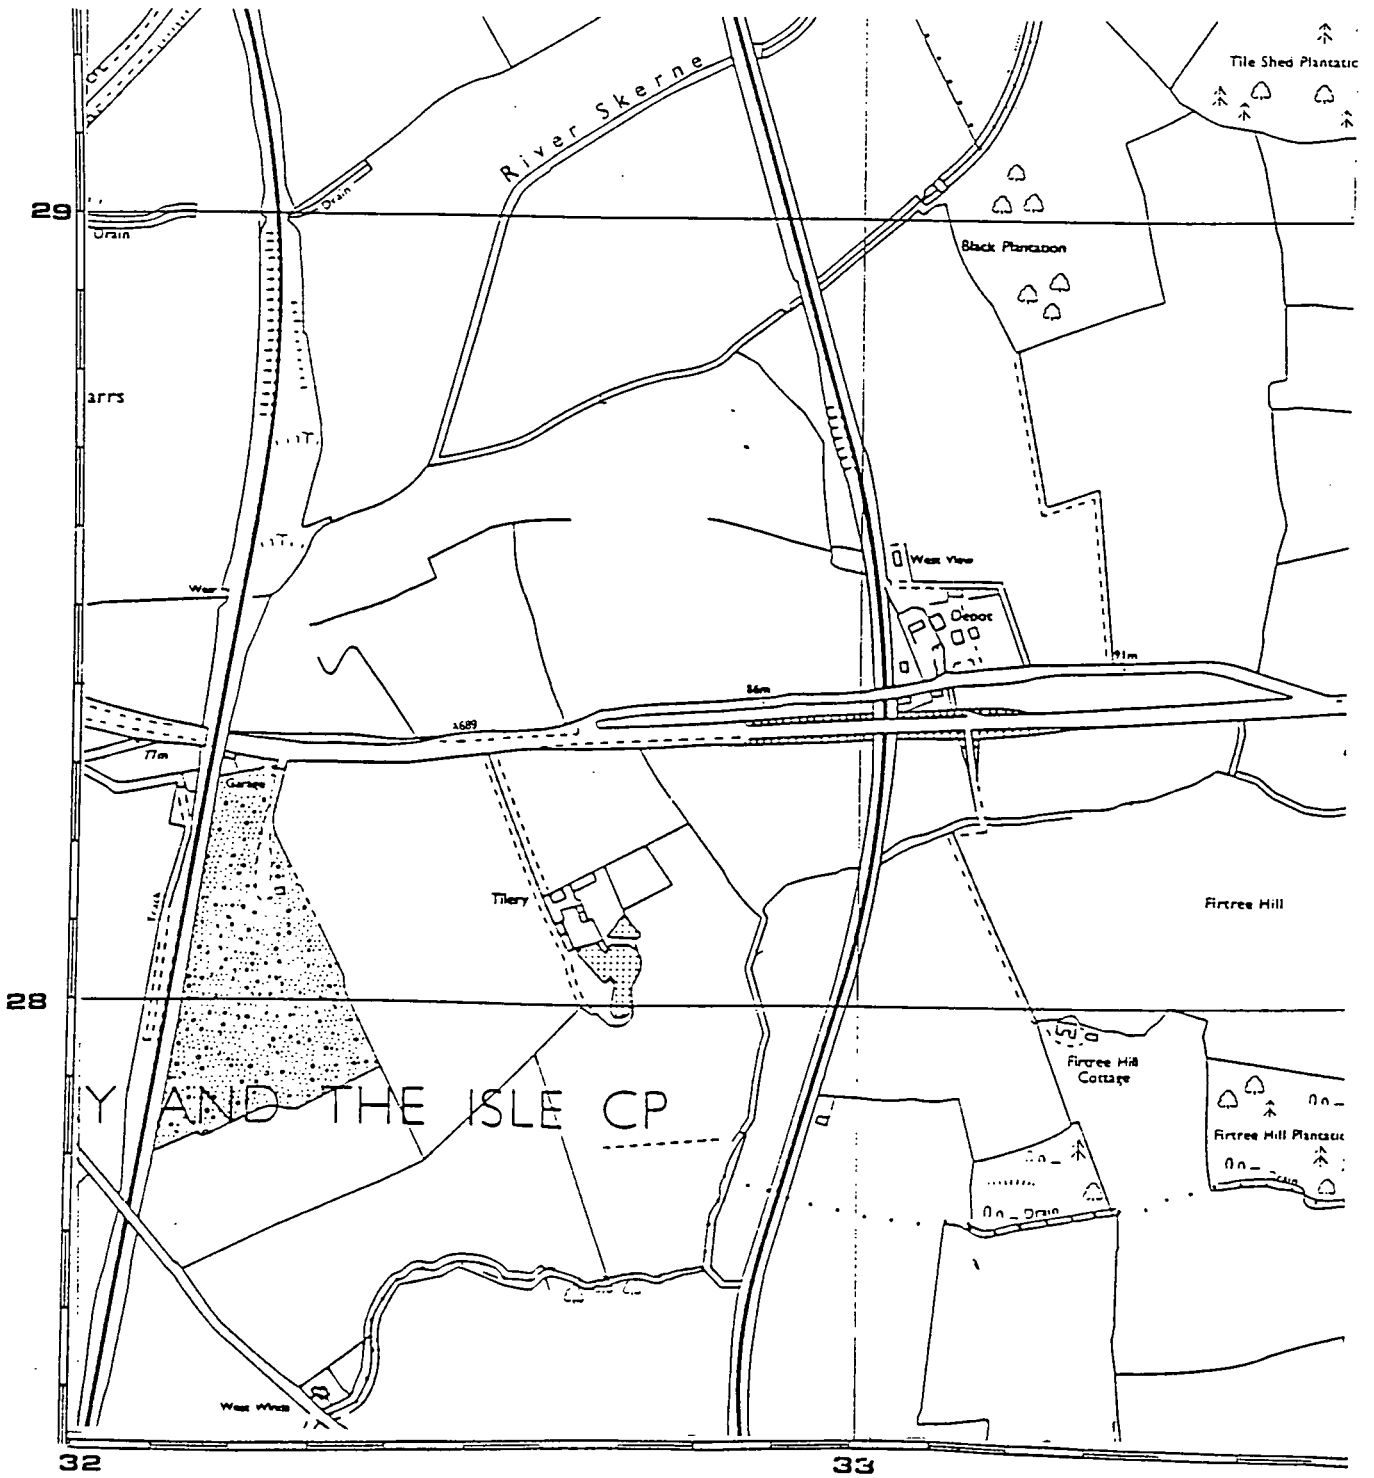 Tile Shed Plantatic
River Skerne
Drain
29
Drain
Black Plantation
arrs
T
T
West View
Weir
Depot
91m
86m
A689
77m
Garage
Track
Tilery
Firtree Hill
28
Firtree Hill
Cottage
Y AND THE ISLE CP
Firtree Hill Plantatic
Drain
Drain
West Winds
32
33